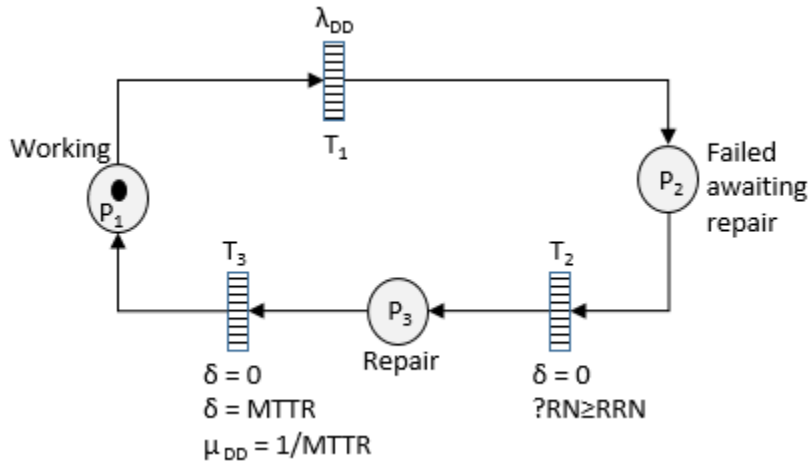 λDD
T1
Working
P1
P2
Failed
awaiting
repair
T3
T2
P3
Repair
δ = 0
δ = MTTR
μDD = 1/MTTR
δ = 0
?RN≥RRN